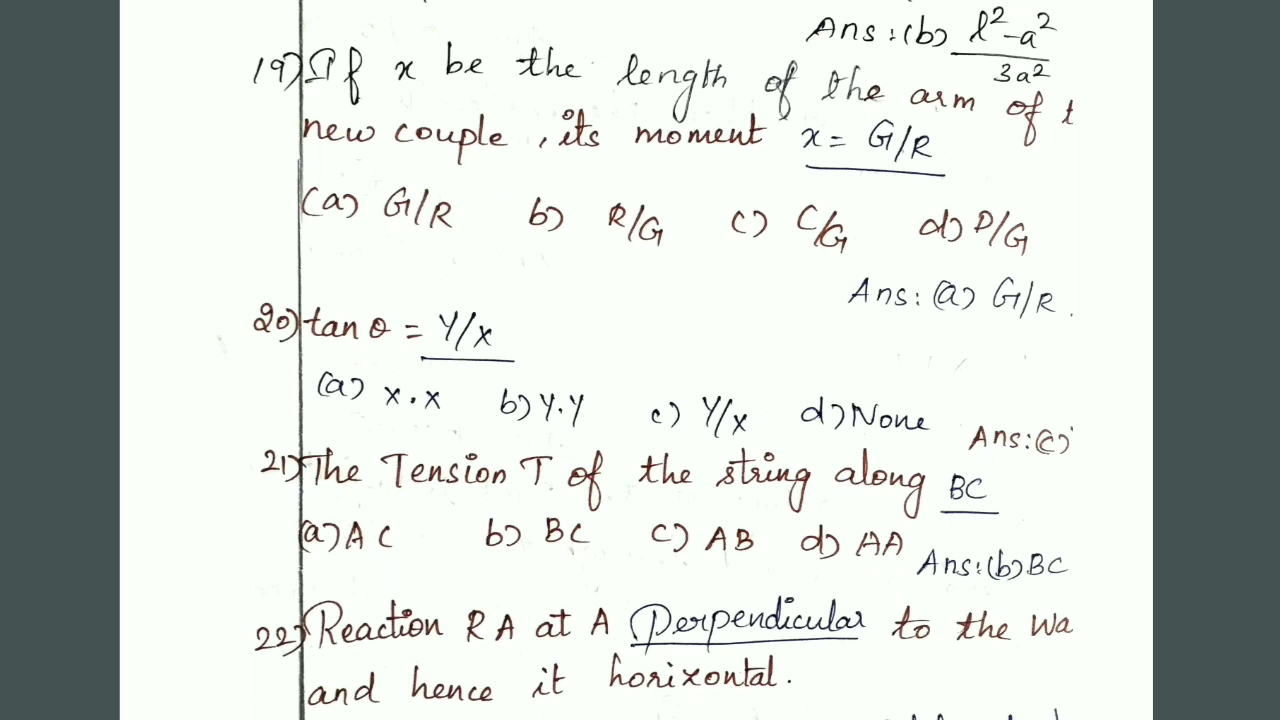 Ans:(b) l²-a²
3a²
19) If x be the length of the arm of t
new couple, its moment x = G/R
(a) G/R b) R/G c) C/G d) P/G
Ans: (a) G/R.
20) tan θ = Y/X
(a) X.X b) Y.Y c) Y/X d) None
Ans:(c)
21) The Tension T of the string along BC
(a) AC b) BC c) AB d) AA
Ans:(b) BC
22) Reaction RA at A Perpendicular to the wa
and hence it horizontal.